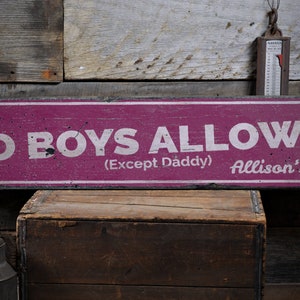 O BOYS ALLOW
(Except Daddy)
Allison's